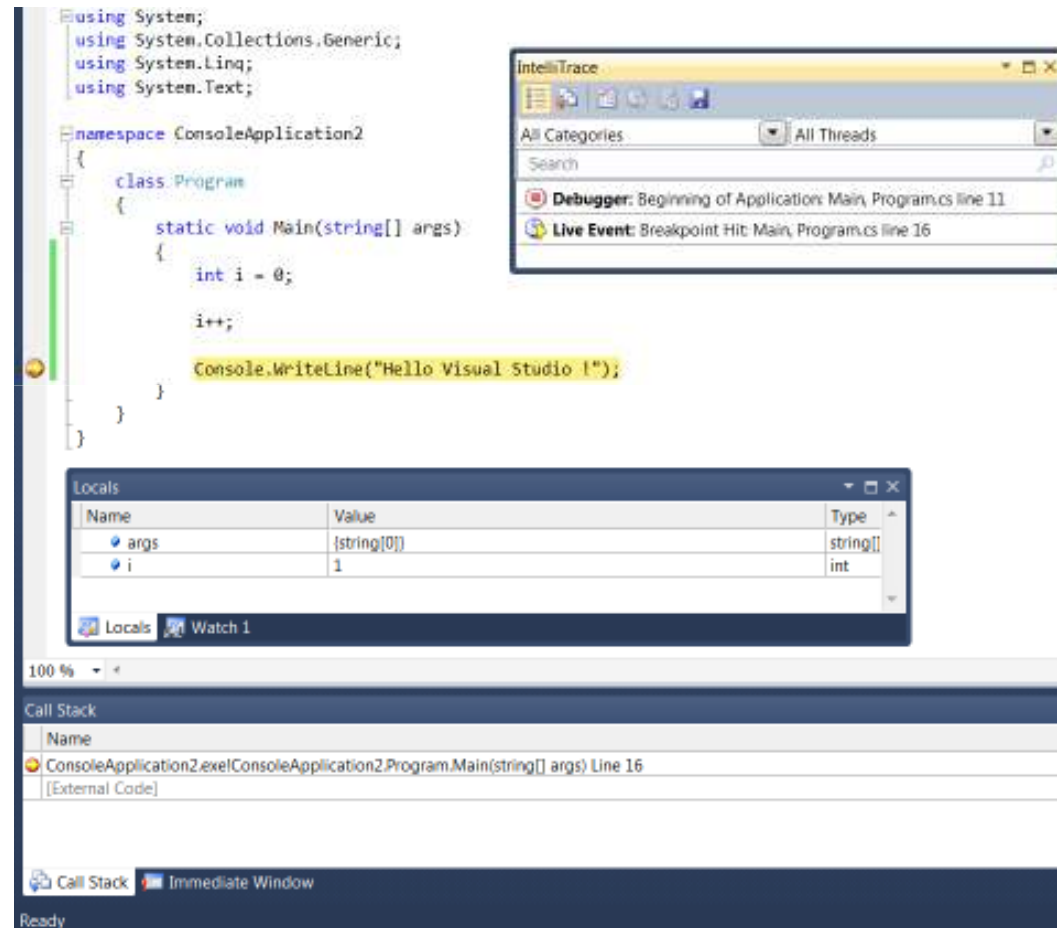 using System;
using System.Collections.Generic;
using System.Linq;
using System.Text;
namespace ConsoleApplication2
{
class Program
{
static void Main(string[] args)
{
int i = 0;
i++;
Console.WriteLine("Hello Visual Studio !");
}
}
}
IntelliTrace
All Categories All Threads
Search
Debugger: Beginning of Application: Main, Program.cs line 11
Live Event: Breakpoint Hit: Main, Program.cs line 16
Locals
Name Value Type
args {string[0]} string[]
i 1 int
Locals Watch 1
100 %
Call Stack
Name
ConsoleApplication2.exe!ConsoleApplication2.Program.Main(string[] args) Line 16
[External Code]
Call Stack Immediate Window
Ready